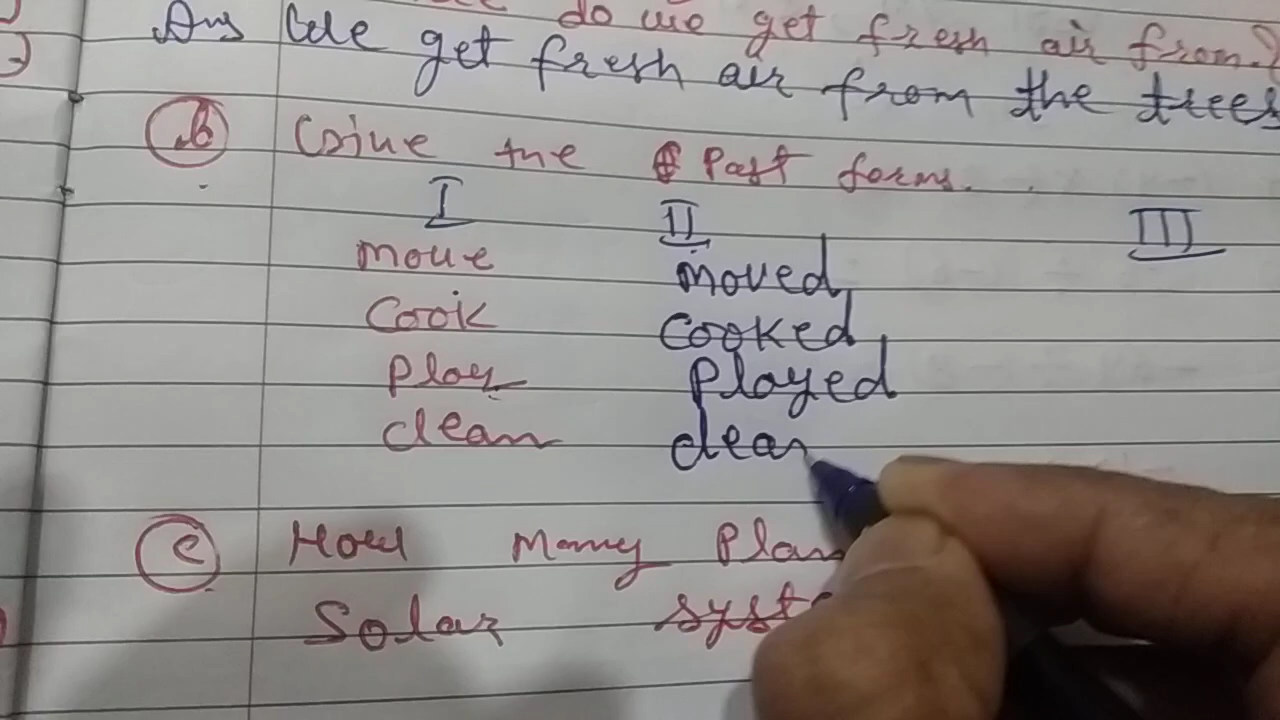 do we get fresh air from?
Ans We get fresh air from the trees
b Give the Past forms.
I II III
move moved
Cook cooked
Play Played
clean clean
c How Many Plan
Solar syst